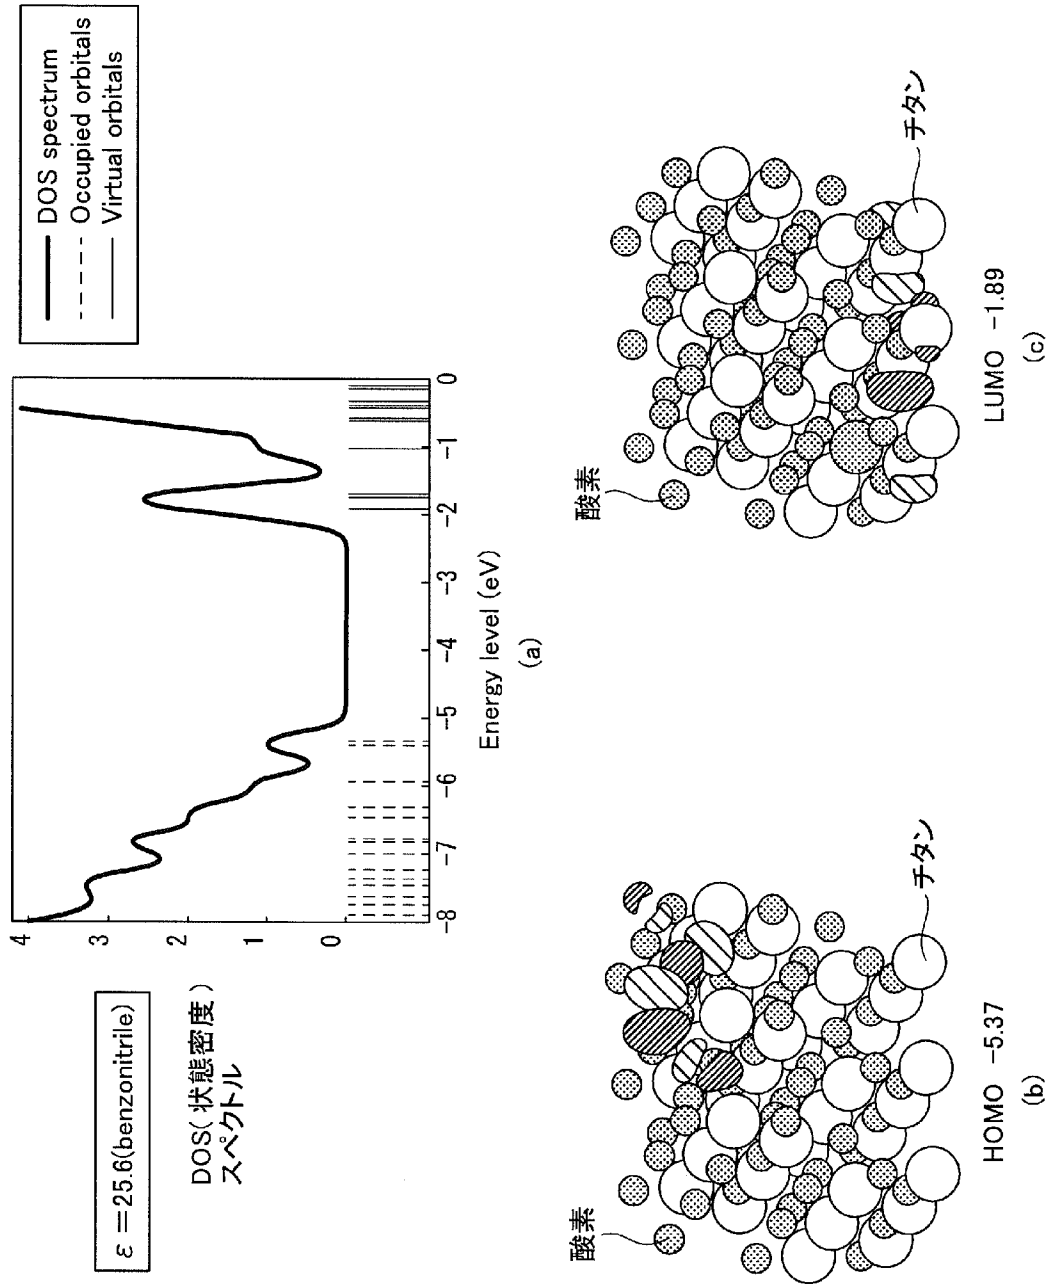 ε =25.6(benzonitrile)
DOS spectrum
Occupied orbitals
Virtual orbitals
DOS(状態密度)
スペクトル
4
3
2
1
0
-8
-7
-6
-5
-4
-3
-2
-1
0
Energy level (eV)
(a)
酸素
チタン
HOMO -5.37
(b)
酸素
チタン
LUMO -1.89
(c)